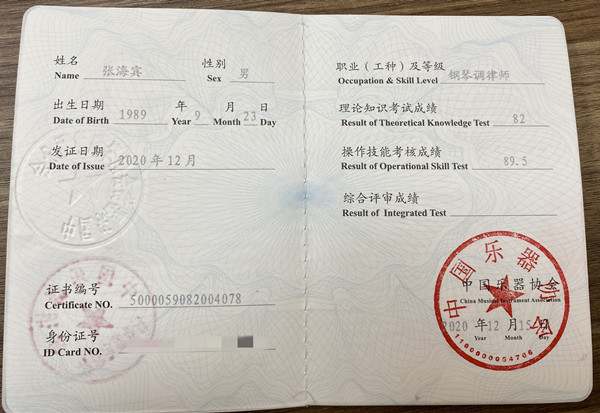 姓名 张海宾 性别 男
Name Sex
出生日期 年 月 日
Date of Birth 1989 Year 9 Month 23 Day
发证日期
Date of Issue 2020 年 12 月
中国
证书编号
Certificate NO. 5000059082004078
身份证号
ID Card NO.
职业（工种）及等级
Occupation & Skill Level 钢琴调律师
理论知识考试成绩
Result of Theoretical Knowledge Test 82
操作技能考核成绩
Result of Operational Skill Test 89.5
综合评审成绩
Result of Integrated Test
中国乐器协会
中国乐器协会
China Musical Instrument Association
2020 年 12 月 15 日
Year Month Day
1100000054706